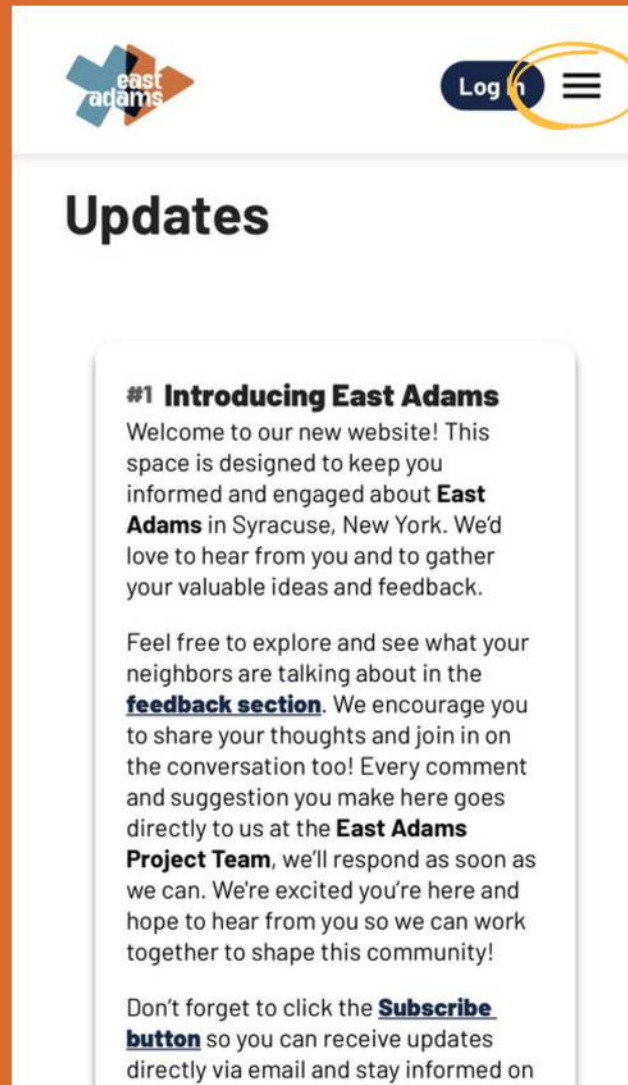 east
adams
Log In
Updates
#1 Introducing East Adams
Welcome to our new website! This
space is designed to keep you
informed and engaged about East
Adams in Syracuse, New York. We'd
love to hear from you and to gather
your valuable ideas and feedback.
Feel free to explore and see what your
neighbors are talking about in the
feedback section. We encourage you
to share your thoughts and join in on
the conversation too! Every comment
and suggestion you make here goes
directly to us at the East Adams
Project Team, we'll respond as soon as
we can. We're excited you're here and
hope to hear from you so we can work
together to shape this community!
Don't forget to click the Subscribe
button so you can receive updates
directly via email and stay informed on